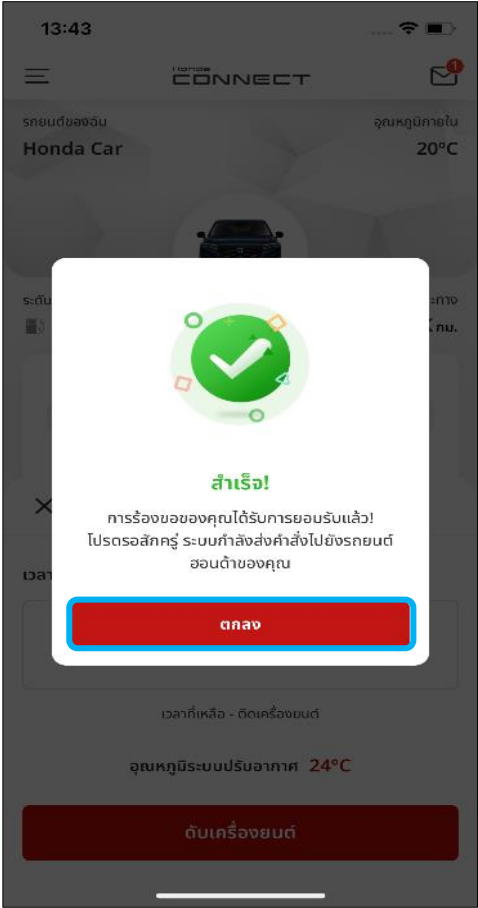 13:43
HONDA
CONNECT
1
รถยนต์ของฉัน
อุณหภูมิภายใน
Honda Car
20°C
ระดับ
กม.
สำเร็จ!
การร้องขอของคุณได้รับการยอมรับแล้ว!
โปรดรอสักครู่ ระบบกำลังส่งคำสั่งไปยังรถยนต์
ฮอนด้าของคุณ
ตกลง
เวลาที่เหลือ - ติดเครื่องยนต์
อุณหภูมิระบบปรับอากาศ 24°C
ดับเครื่องยนต์